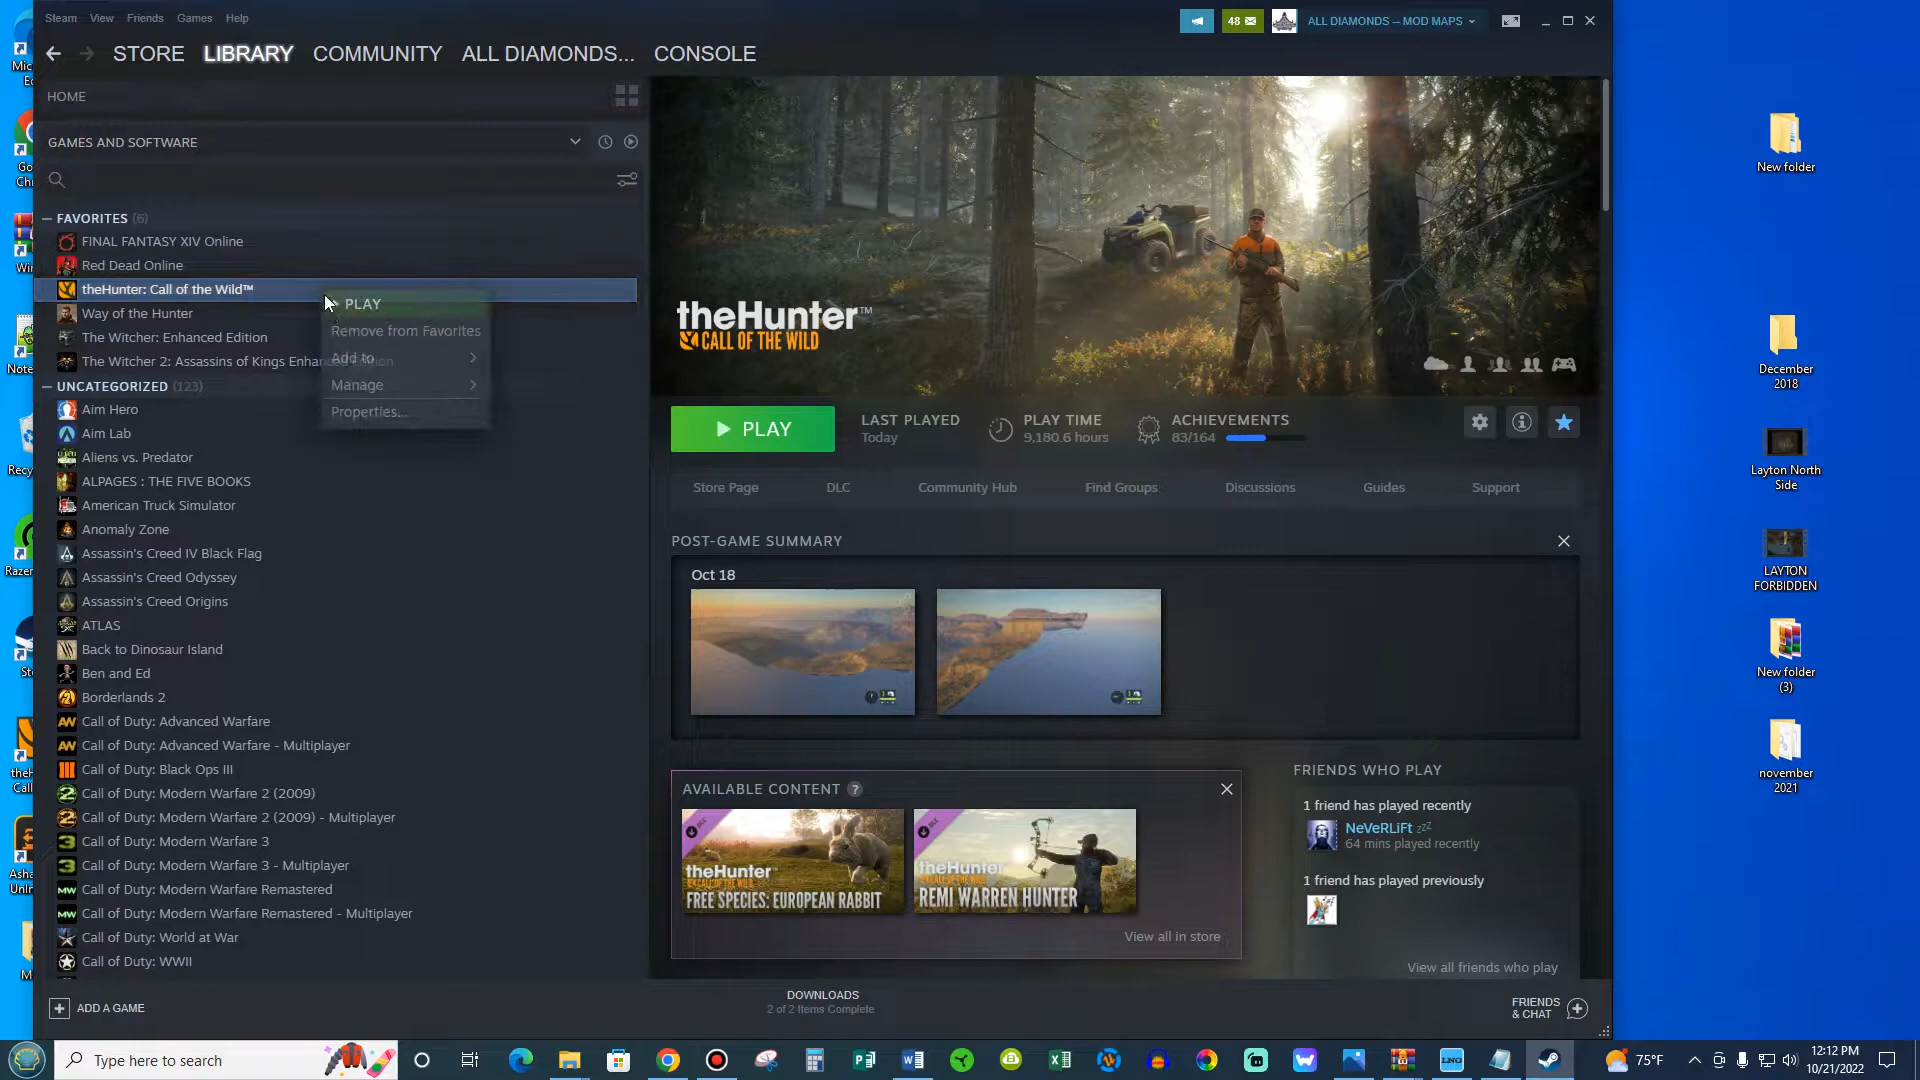 Steam View Friends Games Help
48
ALL DIAMONDS -- MOD MAPS
STORE LIBRARY COMMUNITY ALL DIAMONDS... CONSOLE
HOME
GAMES AND SOFTWARE
FAVORITES (6)
FINAL FANTASY XIV Online
Red Dead Online
theHunter: Call of the Wild™
Way of the Hunter
The Witcher: Enhanced Edition
The Witcher 2: Assassins of Kings Enhanced Edition
UNCATEGORIZED (123)
Aim Hero
Aim Lab
Aliens vs. Predator
ALPAGES : THE FIVE BOOKS
American Truck Simulator
Anomaly Zone
Assassin's Creed IV Black Flag
Assassin's Creed Odyssey
Assassin's Creed Origins
ATLAS
Back to Dinosaur Island
Ben and Ed
Borderlands 2
Call of Duty: Advanced Warfare
Call of Duty: Advanced Warfare - Multiplayer
Call of Duty: Black Ops III
Call of Duty: Modern Warfare 2 (2009)
Call of Duty: Modern Warfare 2 (2009) - Multiplayer
Call of Duty: Modern Warfare 3
Call of Duty: Modern Warfare 3 - Multiplayer
Call of Duty: Modern Warfare Remastered
Call of Duty: Modern Warfare Remastered - Multiplayer
Call of Duty: World at War
Call of Duty: WWII
ADD A GAME
PLAY
Remove from Favorites
Add to
Manage
Properties...
theHunter™
CALL OF THE WILD
PLAY
LAST PLAYED
Today
PLAY TIME
9,180.6 hours
ACHIEVEMENTS
83/164
Store Page DLC Community Hub Find Groups Discussions Guides Support
POST-GAME SUMMARY
Oct 18
AVAILABLE CONTENT ?
DLC
theHunter
CALL OF THE WILD
FREE SPECIES: EUROPEAN RABBIT
DLC
theHunter
CALL OF THE WILD
REMI WARREN HUNTER
View all in store
FRIENDS WHO PLAY
1 friend has played recently
NeVeRLiFt zzZ
64 mins played recently
1 friend has played previously
View all friends who play
DOWNLOADS
2 of 2 Items Complete
FRIENDS
& CHAT
New folder
December
2018
Layton North
Side
LAYTON
FORBIDDEN
New folder
(3)
november
2021
Type here to search
LNG
75°F
12:12 PM
10/21/2022